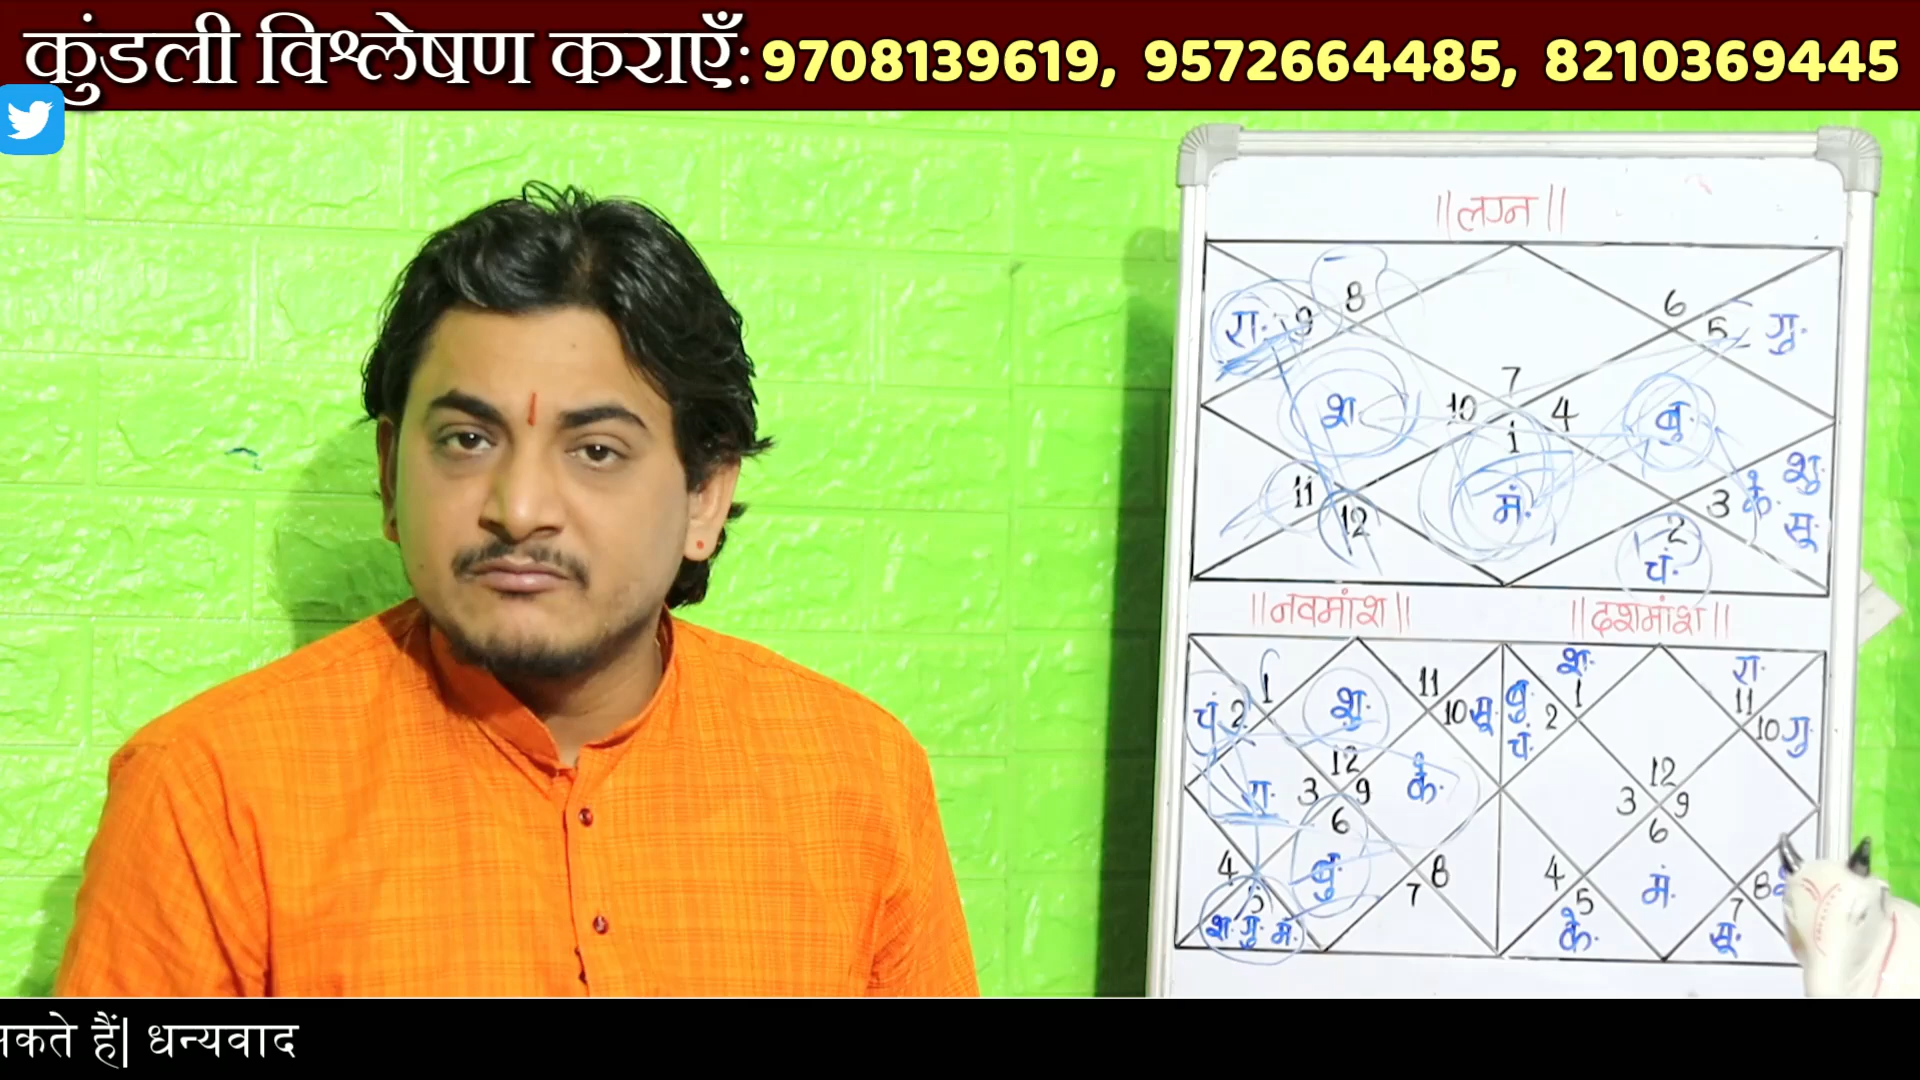 कुंडली विश्लेषण कराएँ: 9708139619, 9572664485, 8210369445
||लग्न||
8 6
रा. 9 5 गु.
7
श 10 4 बु.
1
11 मं. 3 के. शु.
12 2 सू.
चं.
||नवमांश|| ||दशमांश||
1 शु. 11
चं 2 10 सू.
12
रा. 3 9 के.
6
4 बु. 8
5 7
श. गु. मं.
श. रा.
1 11
बु. 2 10 गु.
चं.
12
3 9
6
4 मं. 8
5 7
के. सू.
सकते हैं| धन्यवाद